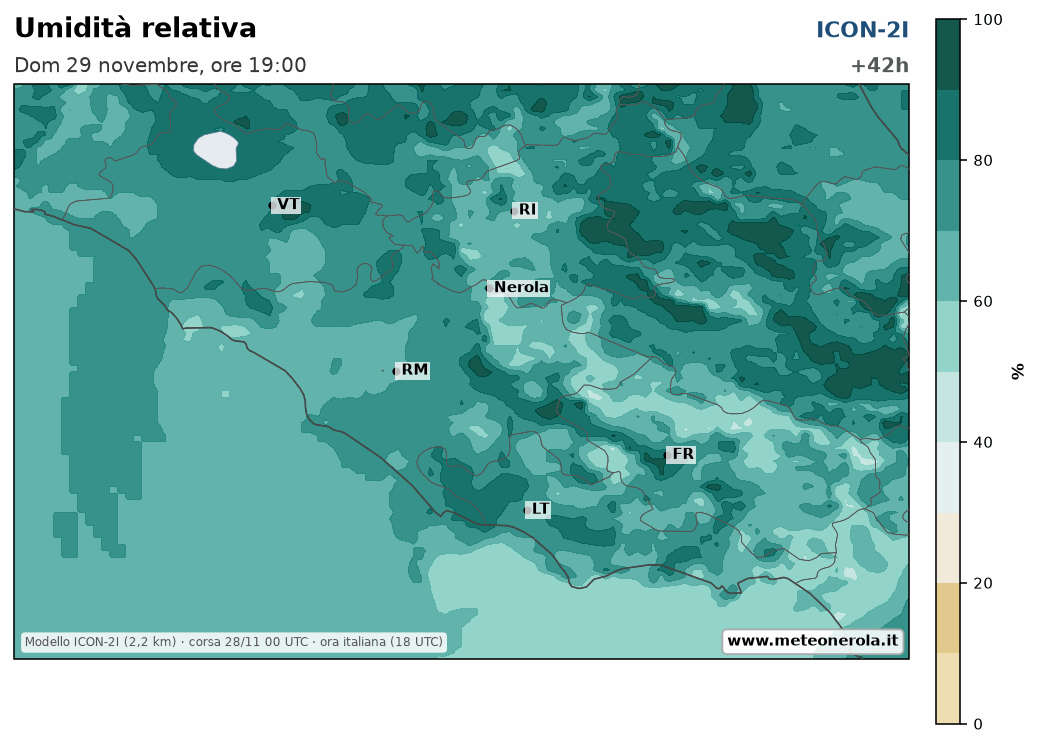 Umidità relativa
ICON-2I
Dom 29 novembre, ore 19:00
+42h
VT
RI
Nerola
RM
FR
LT
Modello ICON-2I (2,2 km) · corsa 28/11 00 UTC · ora italiana (18 UTC)
www.meteonerola.it
100
80
60
40
20
0
%